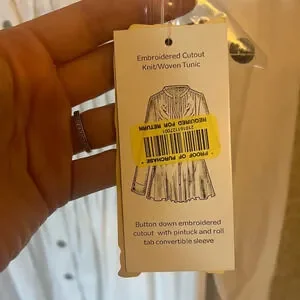 Embroidered Cutout
Knit/Woven Tunic
PROOF OF PURCHASE
REQUIRED FOR RETURN
Button down embroidered
cutout with pintuck and roll
tab convertible sleeve